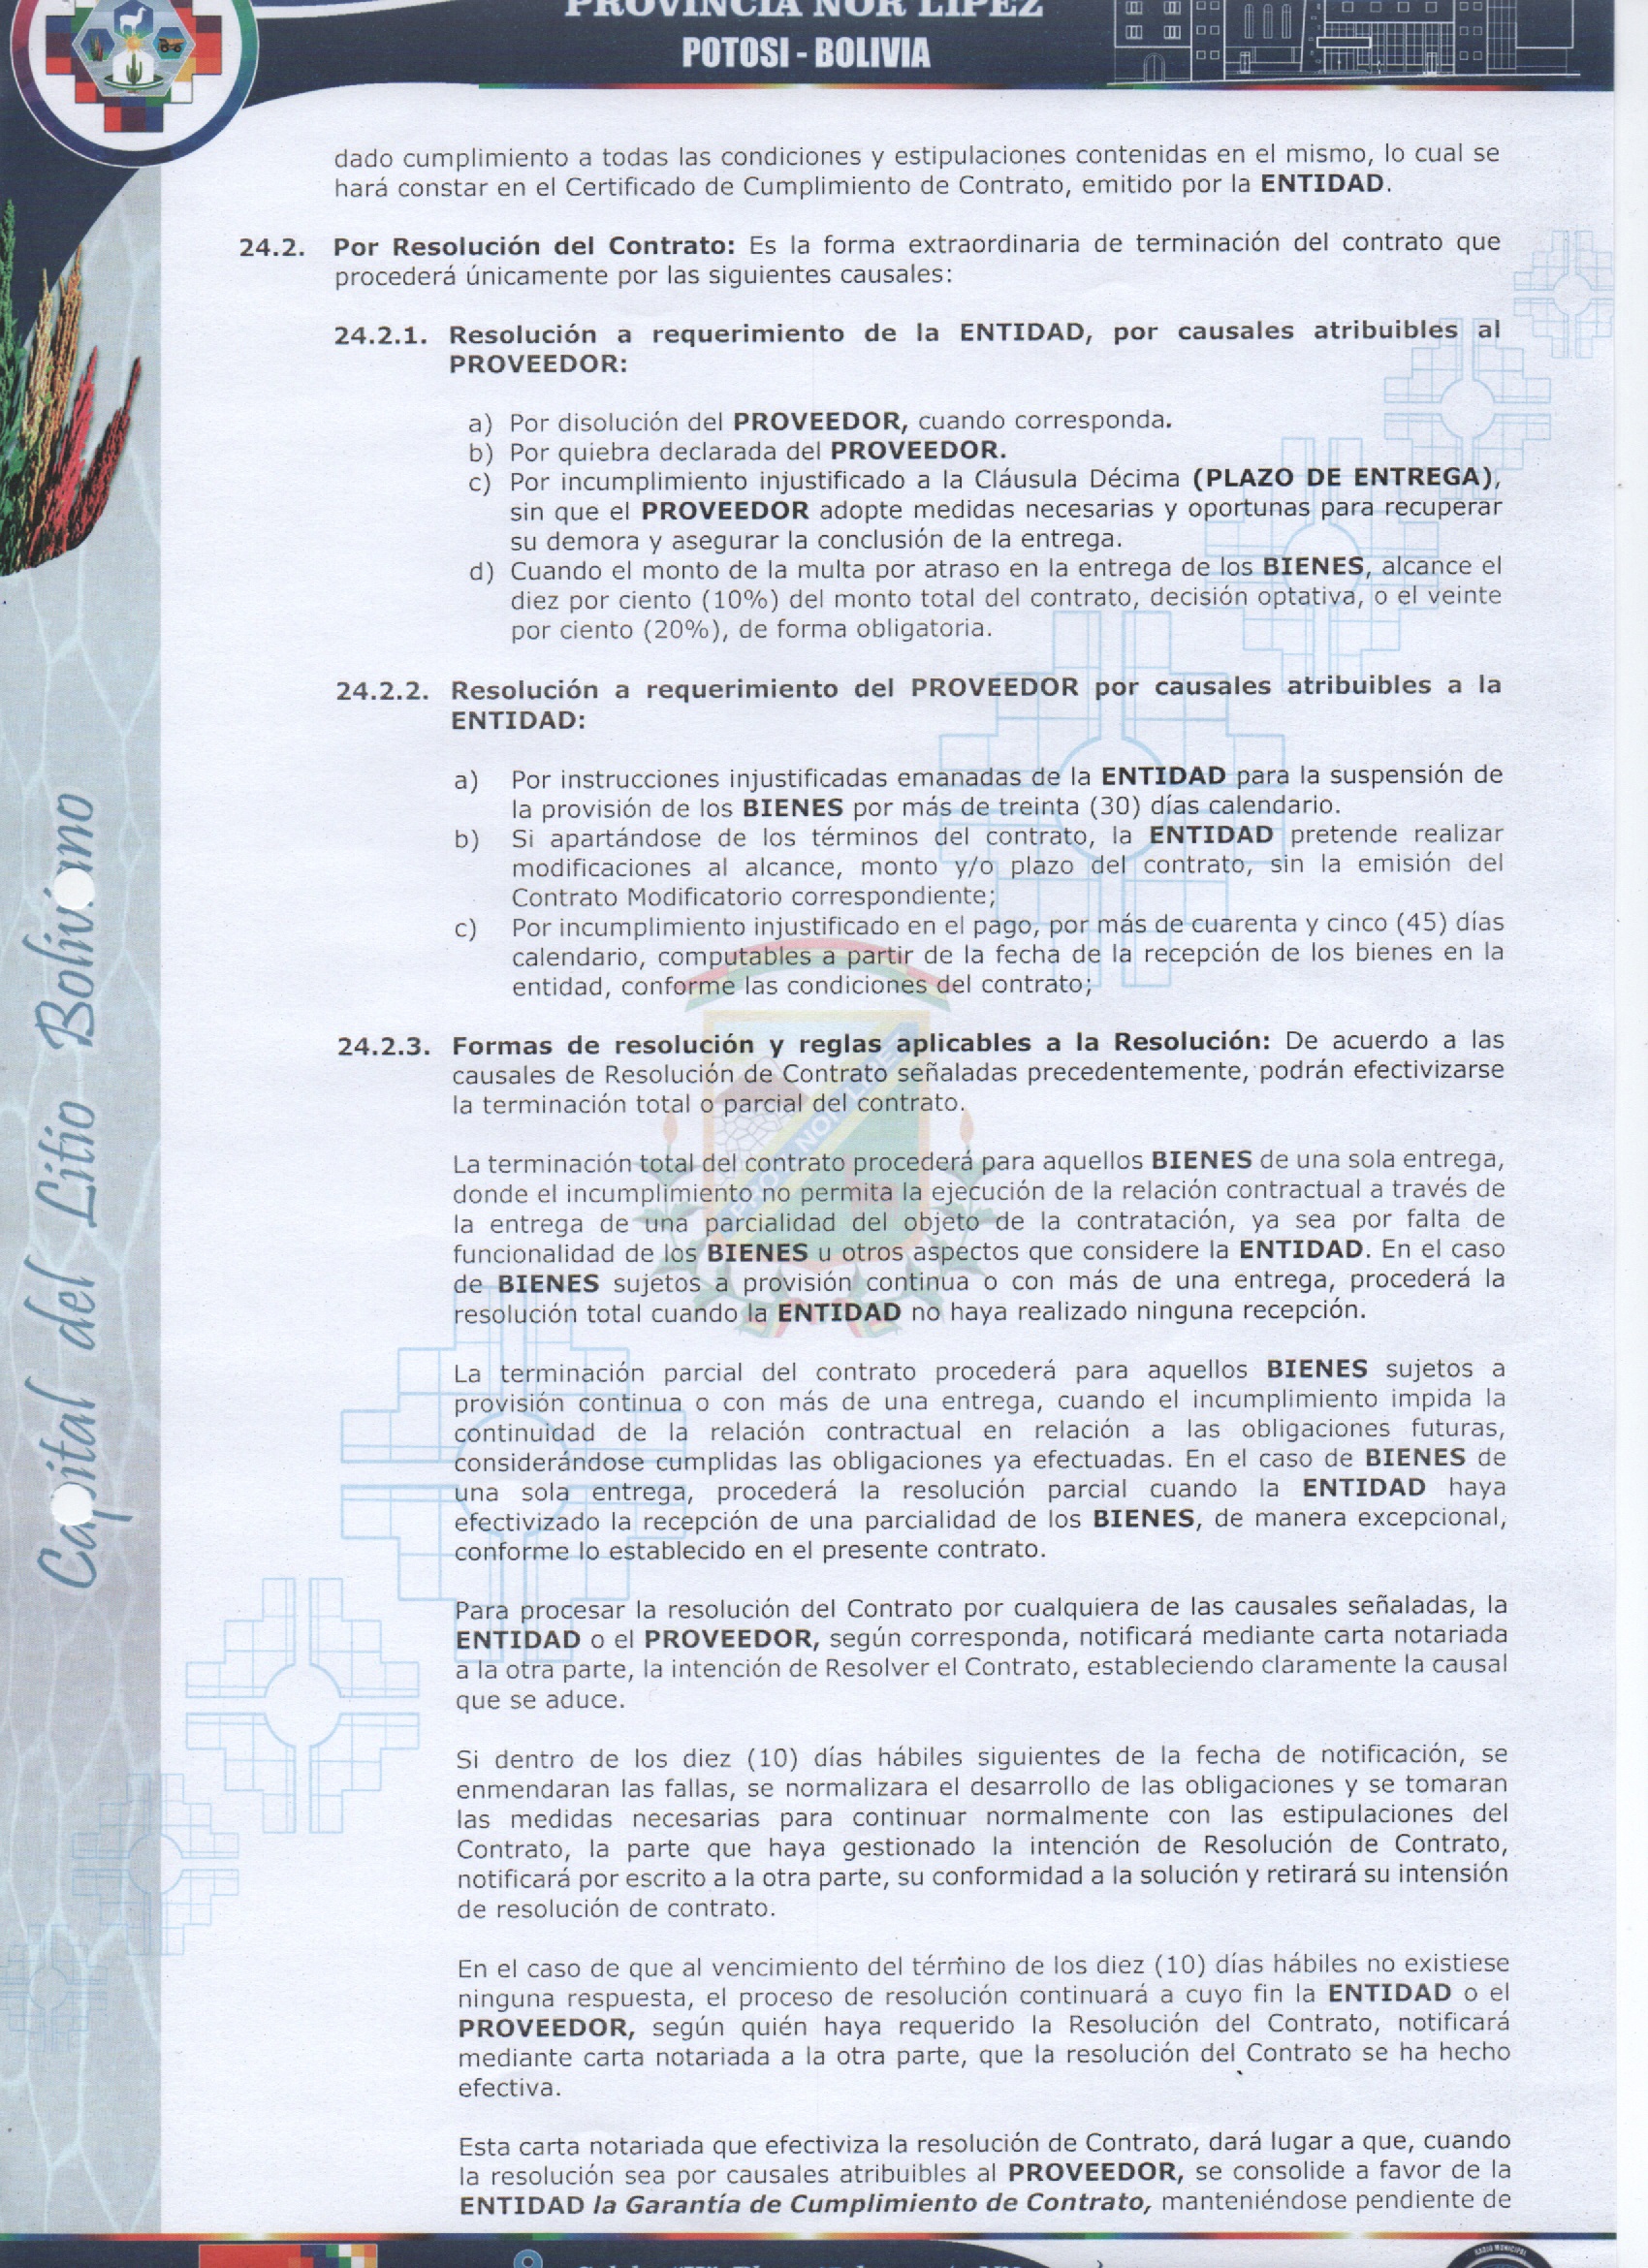 PROVINCIA NOR LIPEZ
POTOSI - BOLIVIA
dado cumplimiento a todas las condiciones y estipulaciones contenidas en el mismo, lo cual se
hará constar en el Certificado de Cumplimiento de Contrato, emitido por la ENTIDAD.
24.2. Por Resolución del Contrato: Es la forma extraordinaria de terminación del contrato que
procederá únicamente por las siguientes causales:
24.2.1. Resolución a requerimiento de la ENTIDAD, por causales atribuibles al
PROVEEDOR:
a) Por disolución del PROVEEDOR, cuando corresponda.
b) Por quiebra declarada del PROVEEDOR.
c) Por incumplimiento injustificado a la Cláusula Décima (PLAZO DE ENTREGA),
sin que el PROVEEDOR adopte medidas necesarias y oportunas para recuperar
su demora y asegurar la conclusión de la entrega.
d) Cuando el monto de la multa por atraso en la entrega de los BIENES, alcance el
diez por ciento (10%) del monto total del contrato, decisión optativa, o el veinte
por ciento (20%), de forma obligatoria.
24.2.2. Resolución a requerimiento del PROVEEDOR por causales atribuibles a la
ENTIDAD:
a) Por instrucciones injustificadas emanadas de la ENTIDAD para la suspensión de
la provisión de los BIENES por más de treinta (30) días calendario.
b) Si apartándose de los términos del contrato, la ENTIDAD pretende realizar
modificaciones al alcance, monto y/o plazo del contrato, sin la emisión del
Contrato Modificatorio correspondiente;
c) Por incumplimiento injustificado en el pago, por más de cuarenta y cinco (45) días
calendario, computables a partir de la fecha de la recepción de los bienes en la
entidad, conforme las condiciones del contrato;
24.2.3. Formas de resolución y reglas aplicables a la Resolución: De acuerdo a las
causales de Resolución de Contrato señaladas precedentemente, podrán efectivizarse
la terminación total o parcial del contrato.
La terminación total del contrato procederá para aquellos BIENES de una sola entrega,
donde el incumplimiento no permita la ejecución de la relación contractual a través de
la entrega de una parcialidad del objeto de la contratación, ya sea por falta de
funcionalidad de los BIENES u otros aspectos que considere la ENTIDAD. En el caso
de BIENES sujetos a provisión continua o con más de una entrega, procederá la
resolución total cuando la ENTIDAD no haya realizado ninguna recepción.
La terminación parcial del contrato procederá para aquellos BIENES sujetos a
provisión continua o con más de una entrega, cuando el incumplimiento impida la
continuidad de la relación contractual en relación a las obligaciones futuras,
considerándose cumplidas las obligaciones ya efectuadas. En el caso de BIENES de
una sola entrega, procederá la resolución parcial cuando la ENTIDAD haya
efectivizado la recepción de una parcialidad de los BIENES, de manera excepcional,
conforme lo establecido en el presente contrato.
Para procesar la resolución del Contrato por cualquiera de las causales señaladas, la
ENTIDAD o el PROVEEDOR, según corresponda, notificará mediante carta notariada
a la otra parte, la intención de Resolver el Contrato, estableciendo claramente la causal
que se aduce.
Si dentro de los diez (10) días hábiles siguientes de la fecha de notificación, se
enmendaran las fallas, se normalizara el desarrollo de las obligaciones y se tomaran
las medidas necesarias para continuar normalmente con las estipulaciones del
Contrato, la parte que haya gestionado la intención de Resolución de Contrato,
notificará por escrito a la otra parte, su conformidad a la solución y retirará su intensión
de resolución de contrato.
En el caso de que al vencimiento del término de los diez (10) días hábiles no existiese
ninguna respuesta, el proceso de resolución continuará a cuyo fin la ENTIDAD o el
PROVEEDOR, según quién haya requerido la Resolución del Contrato, notificará
mediante carta notariada a la otra parte, que la resolución del Contrato se ha hecho
efectiva.
Esta carta notariada que efectiviza la resolución de Contrato, dará lugar a que, cuando
la resolución sea por causales atribuibles al PROVEEDOR, se consolide a favor de la
ENTIDAD la Garantía de Cumplimiento de Contrato, manteniéndose pendiente de
Capital del Litio Boliviano
PROV. NOR LIPEZ
RADIO MUNICIPAL